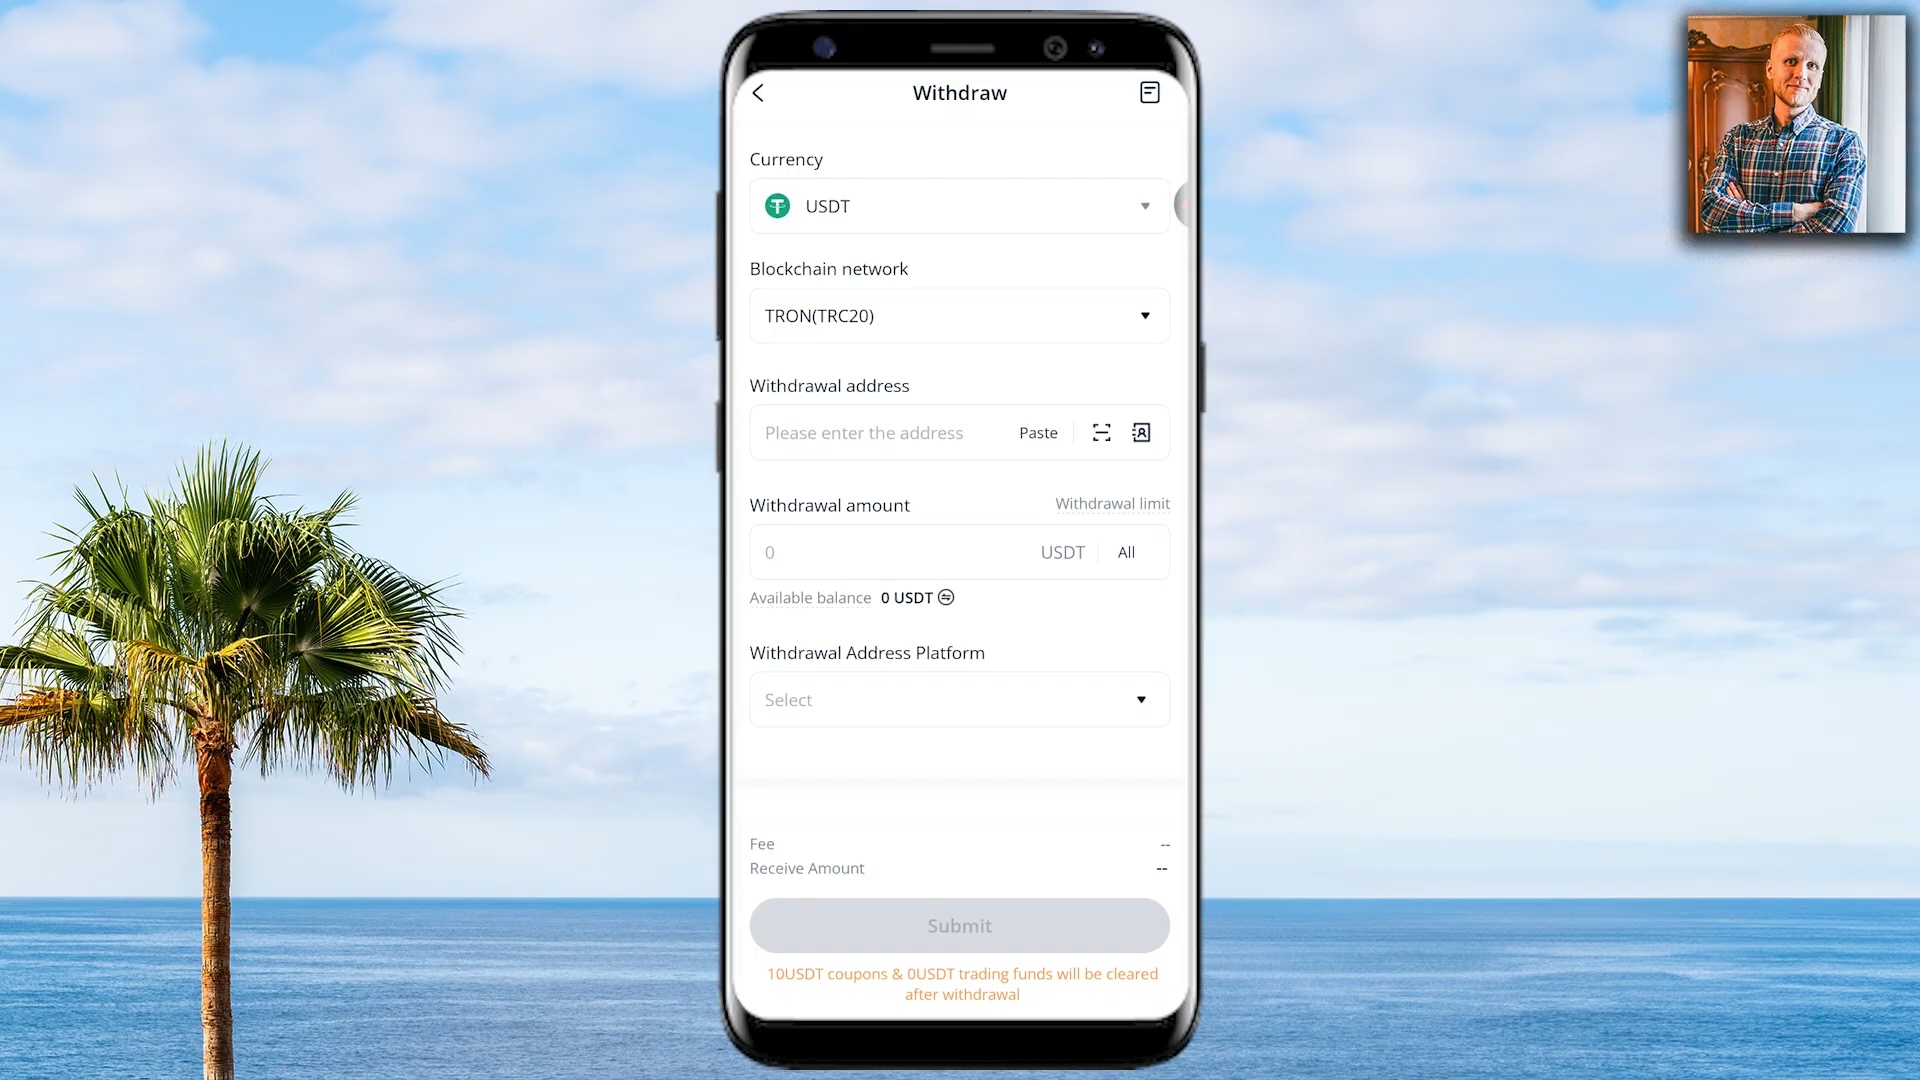 Withdraw
Currency
USDT
Blockchain network
TRON(TRC20)
Withdrawal address
Please enter the address Paste
Withdrawal amount Withdrawal limit
0 USDT All
Available balance 0 USDT
Withdrawal Address Platform
Select
Fee --
Receive Amount --
Submit
10USDT coupons & 0USDT trading funds will be cleared
after withdrawal